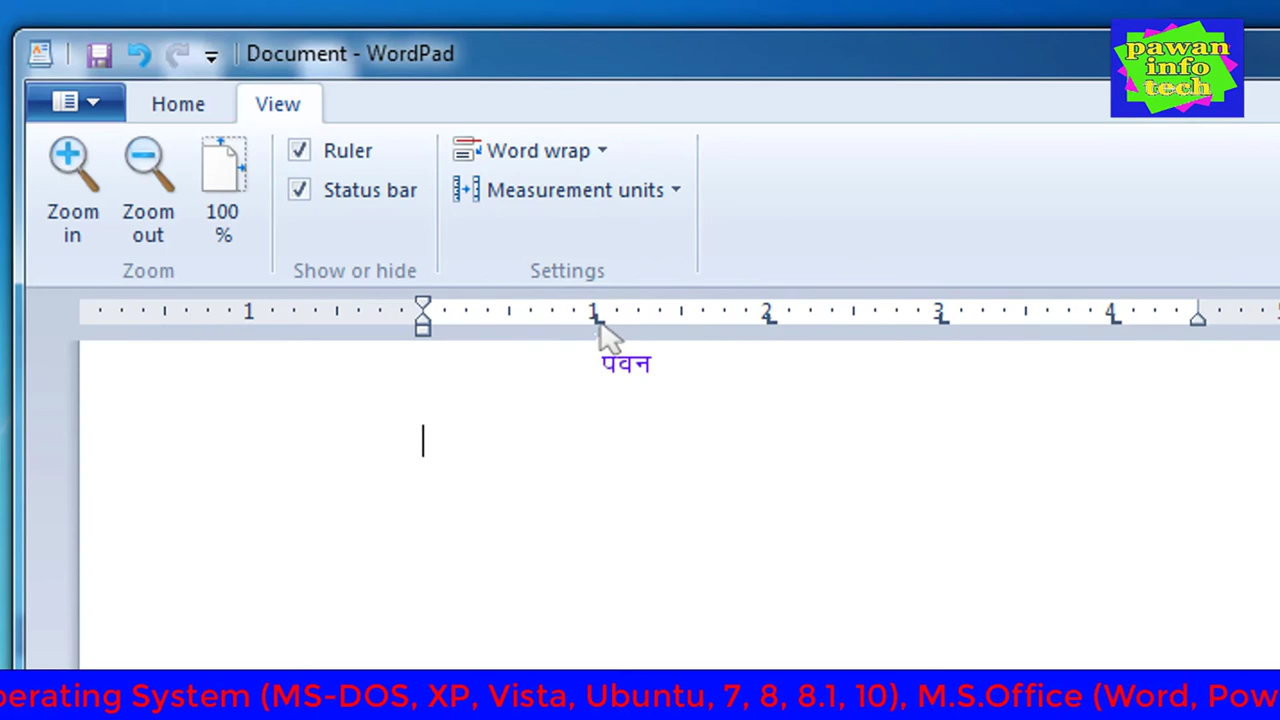 Document - WordPad
pawan
info
tech
Home
View
Zoom in
Zoom out
100 %
Ruler
Status bar
Word wrap
Measurement units
Zoom
Show or hide
Settings
1 1 2 3 4
पवन
perating System (MS-DOS, XP, Vista, Ubuntu, 7, 8, 8.1, 10), M.S.Office (Word, Pow